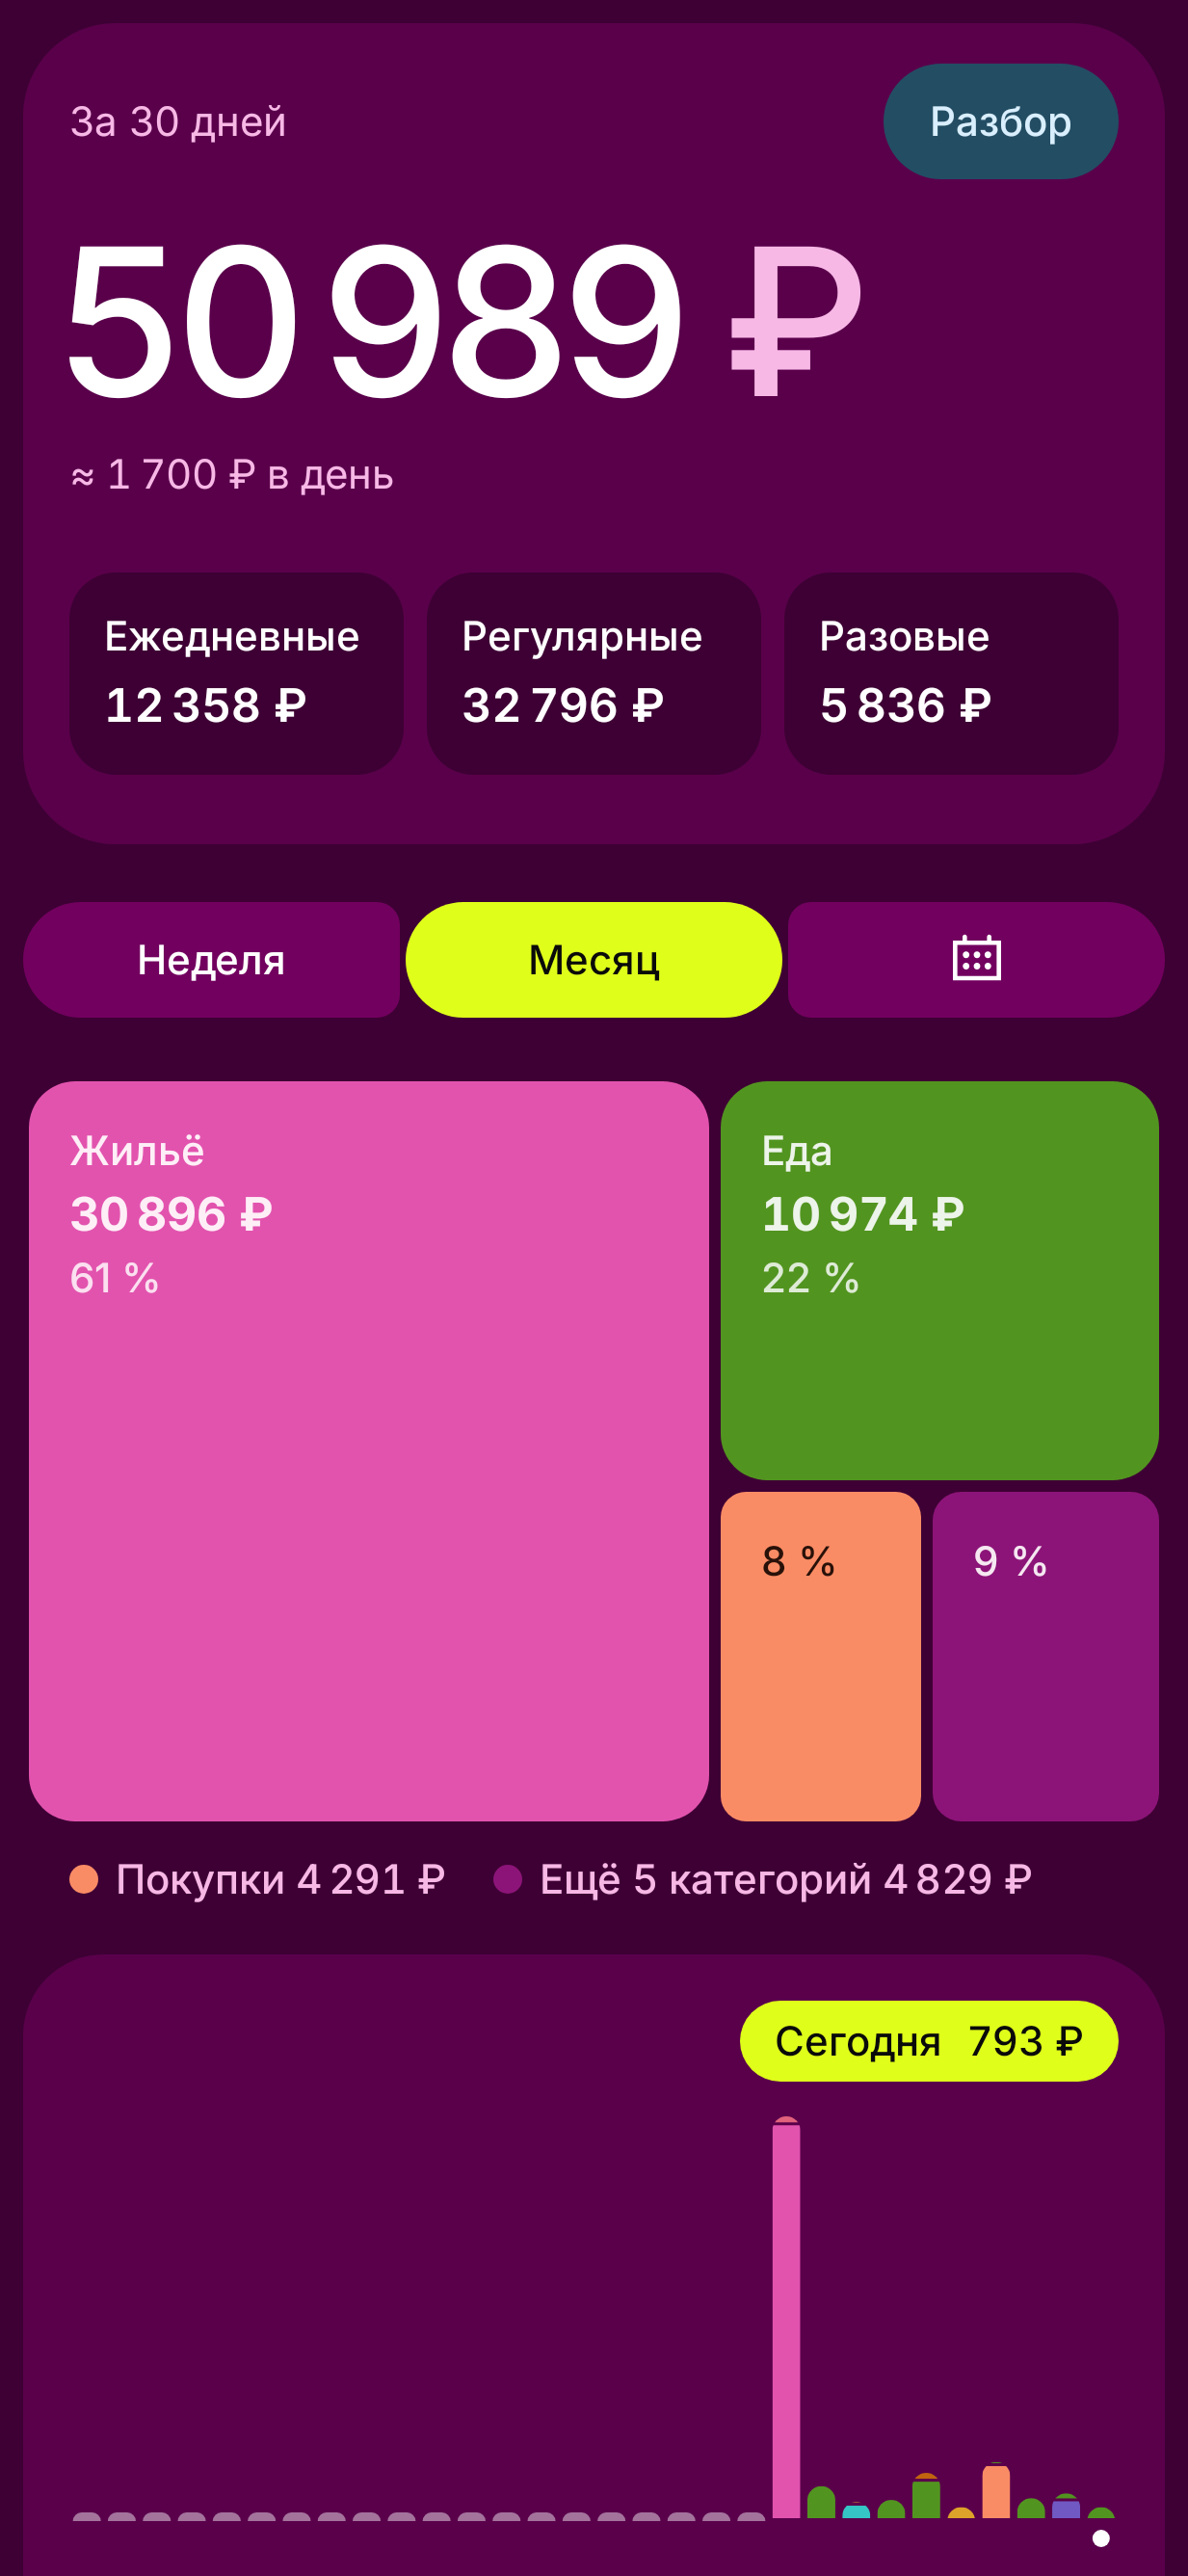 За 30 дней
Разбор
50 989 ₽
≈ 1 700 ₽ в день
Ежедневные
12 358 ₽
Регулярные
32 796 ₽
Разовые
5 836 ₽
Неделя
Месяц
Жильё
30 896 ₽
61 %
Еда
10 974 ₽
22 %
8 %
9 %
Покупки 4 291 ₽
Ещё 5 категорий 4 829 ₽
Сегодня 793 ₽